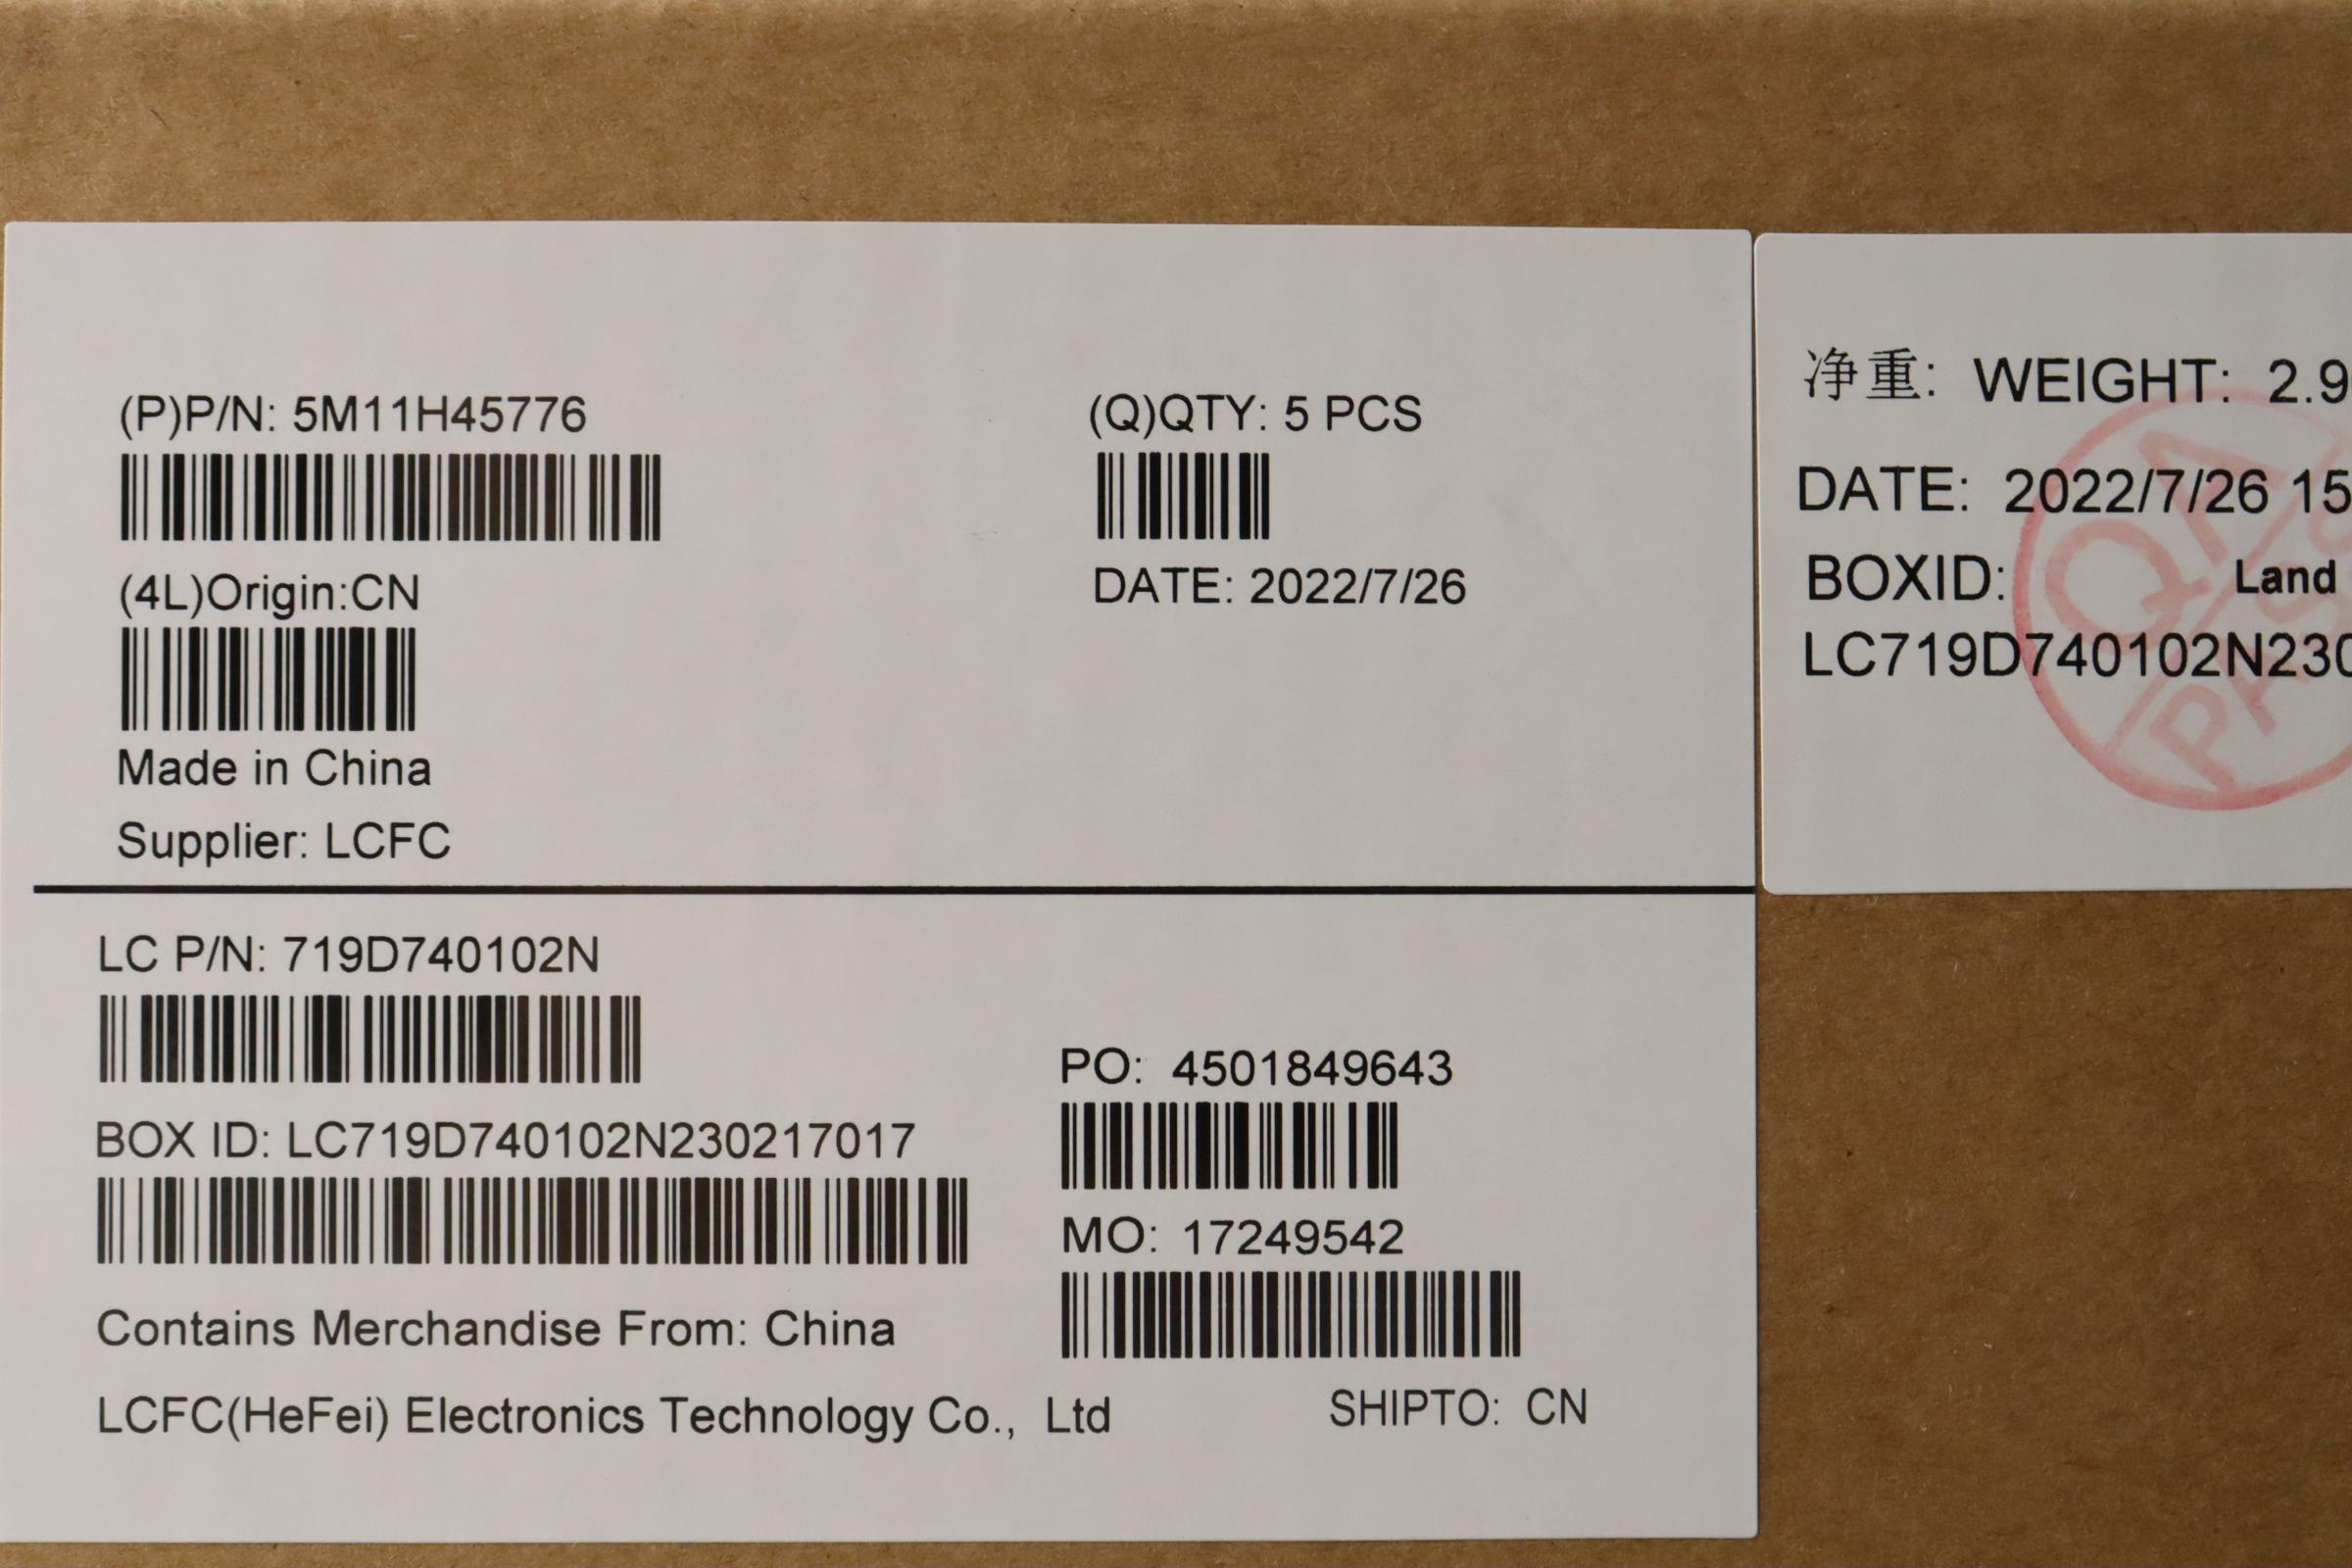 (P)P/N: 5M11H45776
(Q)QTY: 5 PCS
(4L)Origin:CN
DATE: 2022/7/26
Made in China
Supplier: LCFC
LC P/N: 719D740102N
BOX ID: LC719D740102N230217017
PO: 4501849643
MO: 17249542
Contains Merchandise From: China
LCFC(HeFei) Electronics Technology Co., Ltd
SHIPTO: CN
净重: WEIGHT: 2.9
DATE: 2022/7/26 15
BOXID: Land
LC719D740102N230
QA
PASS